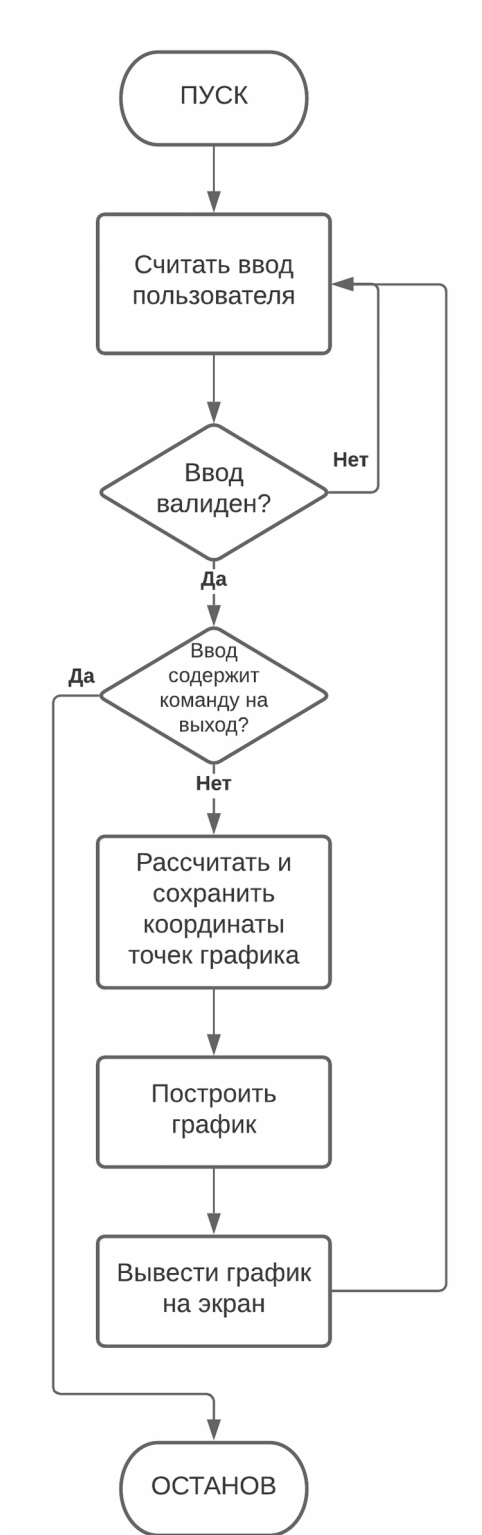 ПУСК
Считать ввод
пользователя
Нет
Ввод
валиден?
Да
Да
Ввод
содержит
команду на
выход?
Нет
Рассчитать и
сохранить
координаты
точек графика
Построить
график
Вывести график
на экран
ОСТАНОВ